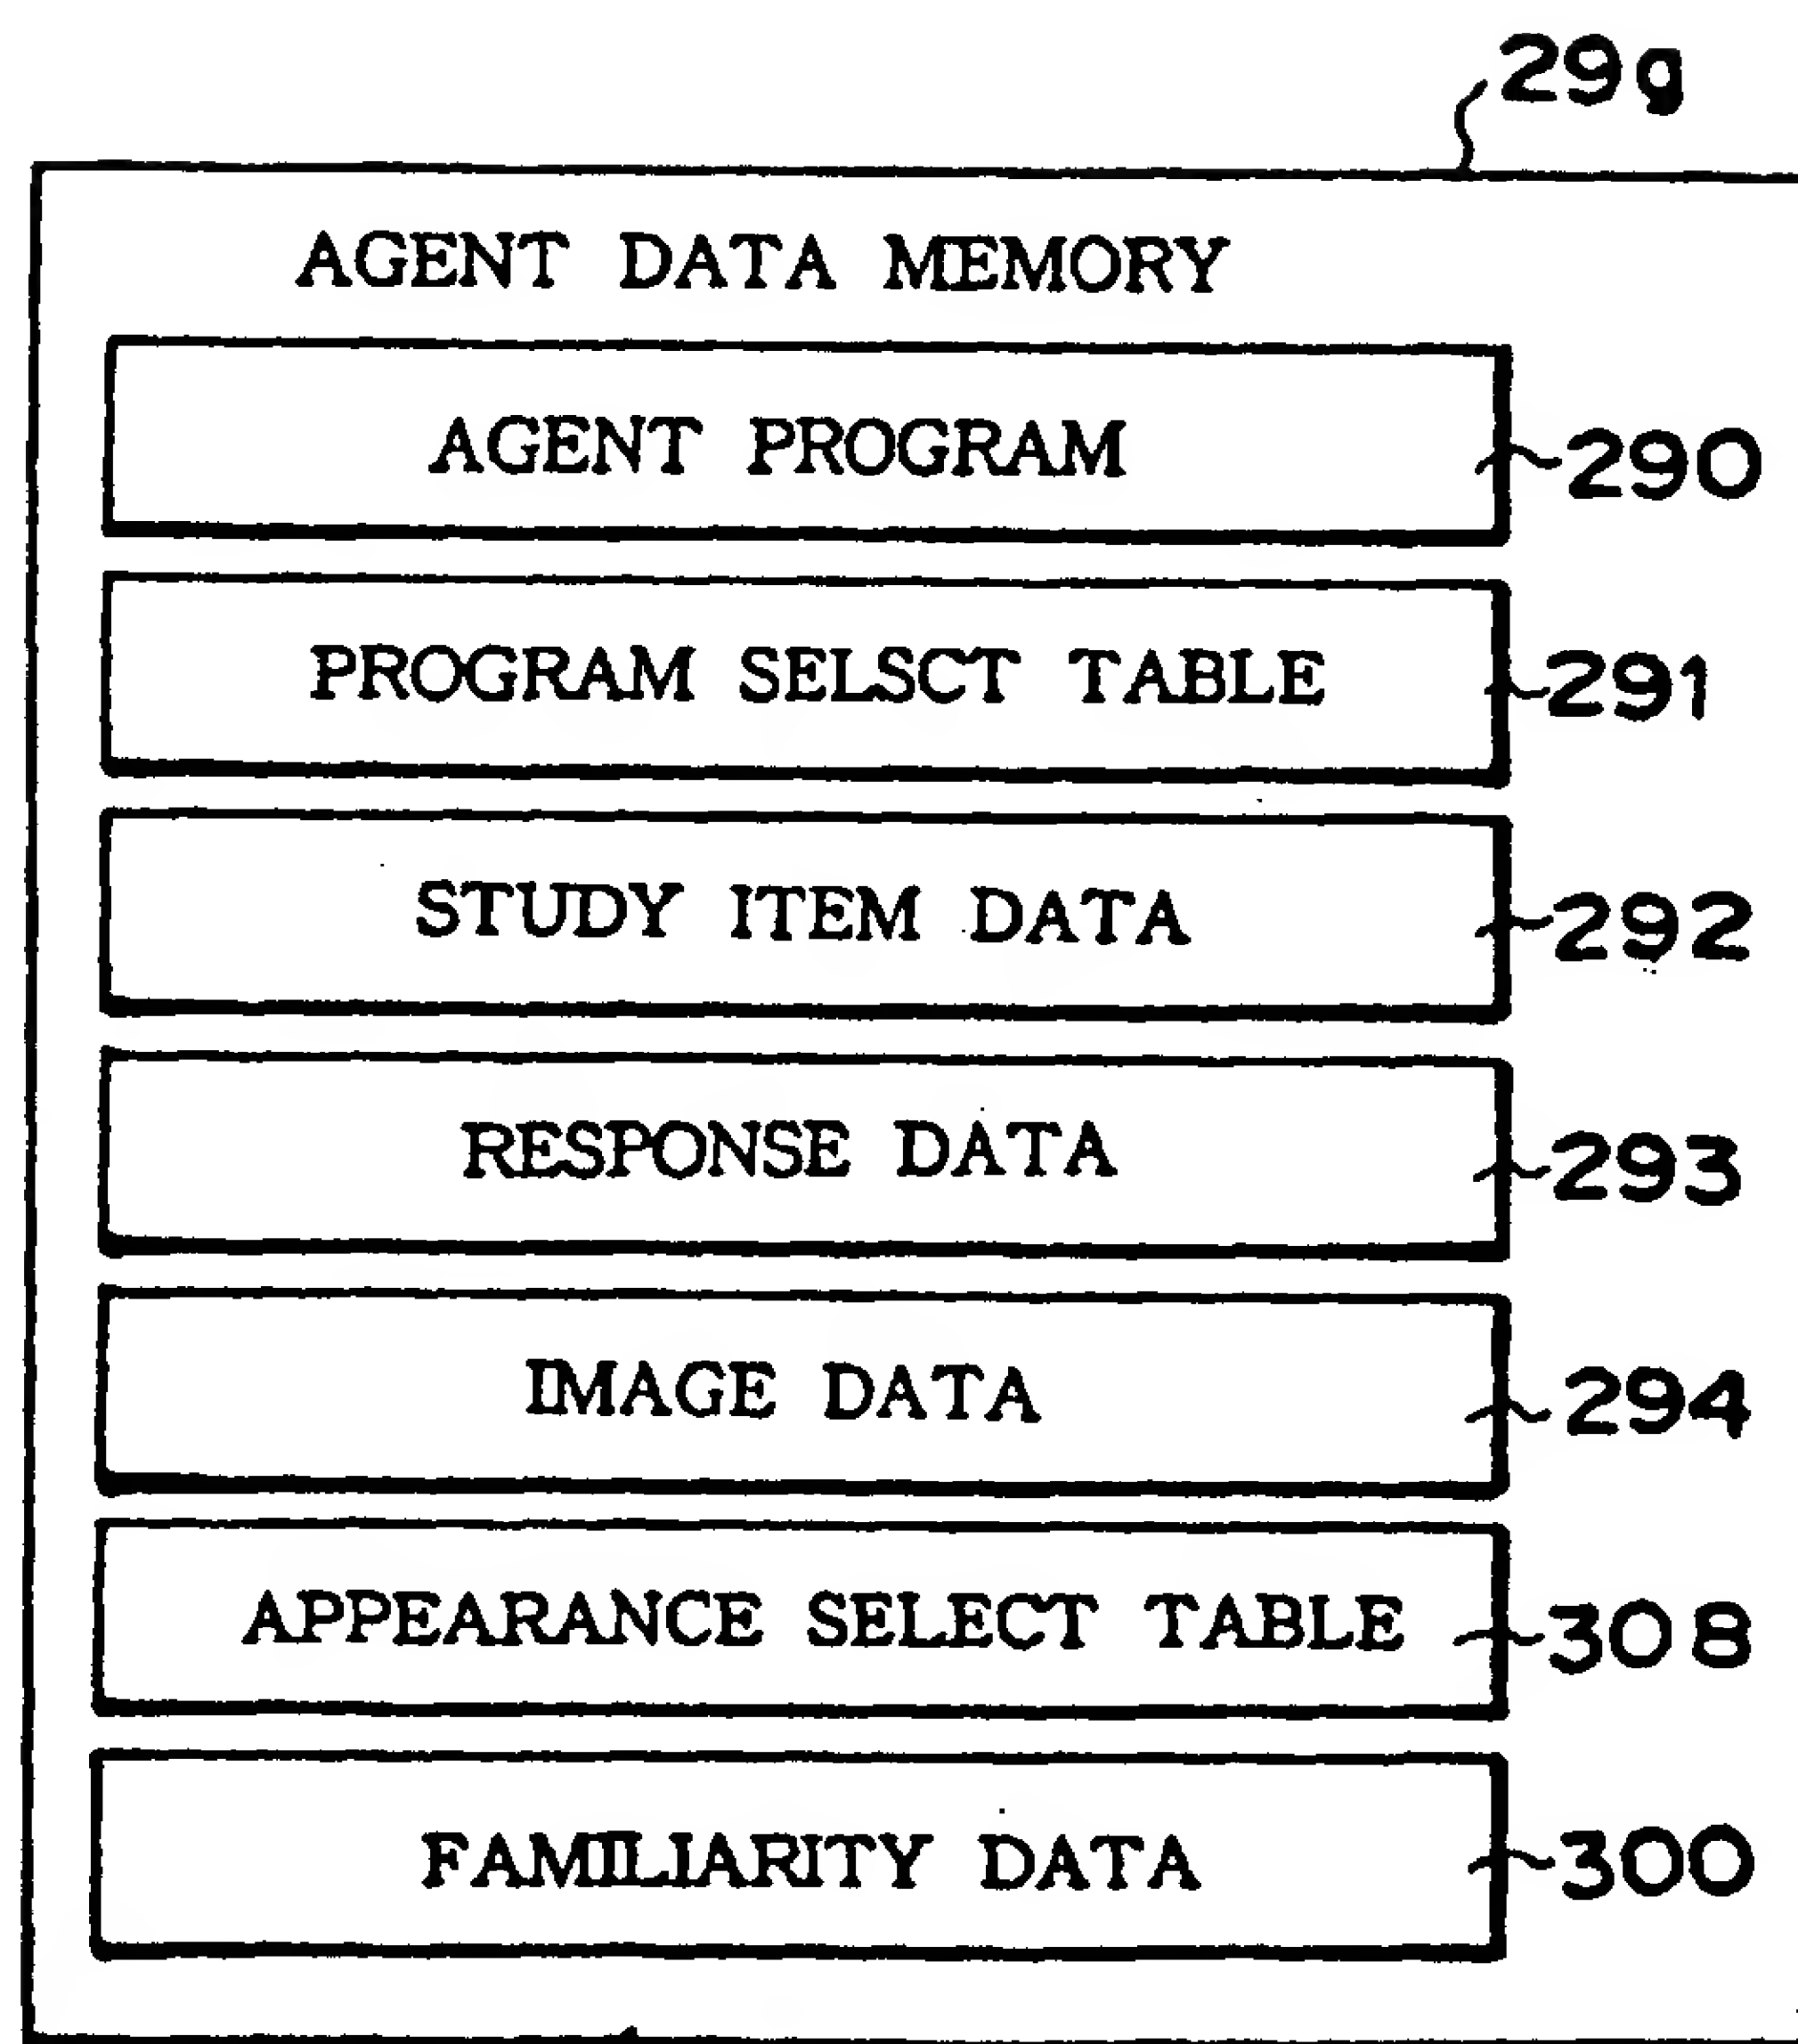 29g
AGENT DATA MEMORY
AGENT PROGRAM 290
PROGRAM SELSCT TABLE 291
STUDY ITEM DATA 292
RESPONSE DATA 293
IMAGE DATA 294
APPEARANCE SELECT TABLE 308
FAMILIARITY DATA 300